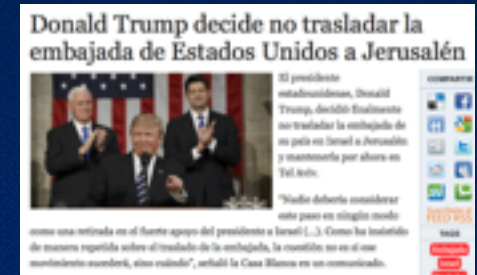 Donald Trump decide no trasladar la
embajada de Estados Unidos a Jerusalén
El presidente
estadounidense, Donald
Trump, decidió finalmente
no trasladar la embajada de
su país en Israel a Jerusalén
y mantenerla por ahora en
Tel Aviv.
"Nadie debería considerar
este paso en ningún modo
como una retirada en el fuerte apoyo del presidente a Israel (...). Como ha insistido
de manera repetida sobre el traslado de la embajada, la cuestión no es si ese
movimiento sucederá, sino cuándo", señaló la Casa Blanca en un comunicado.
COMPARTIR
TAGS